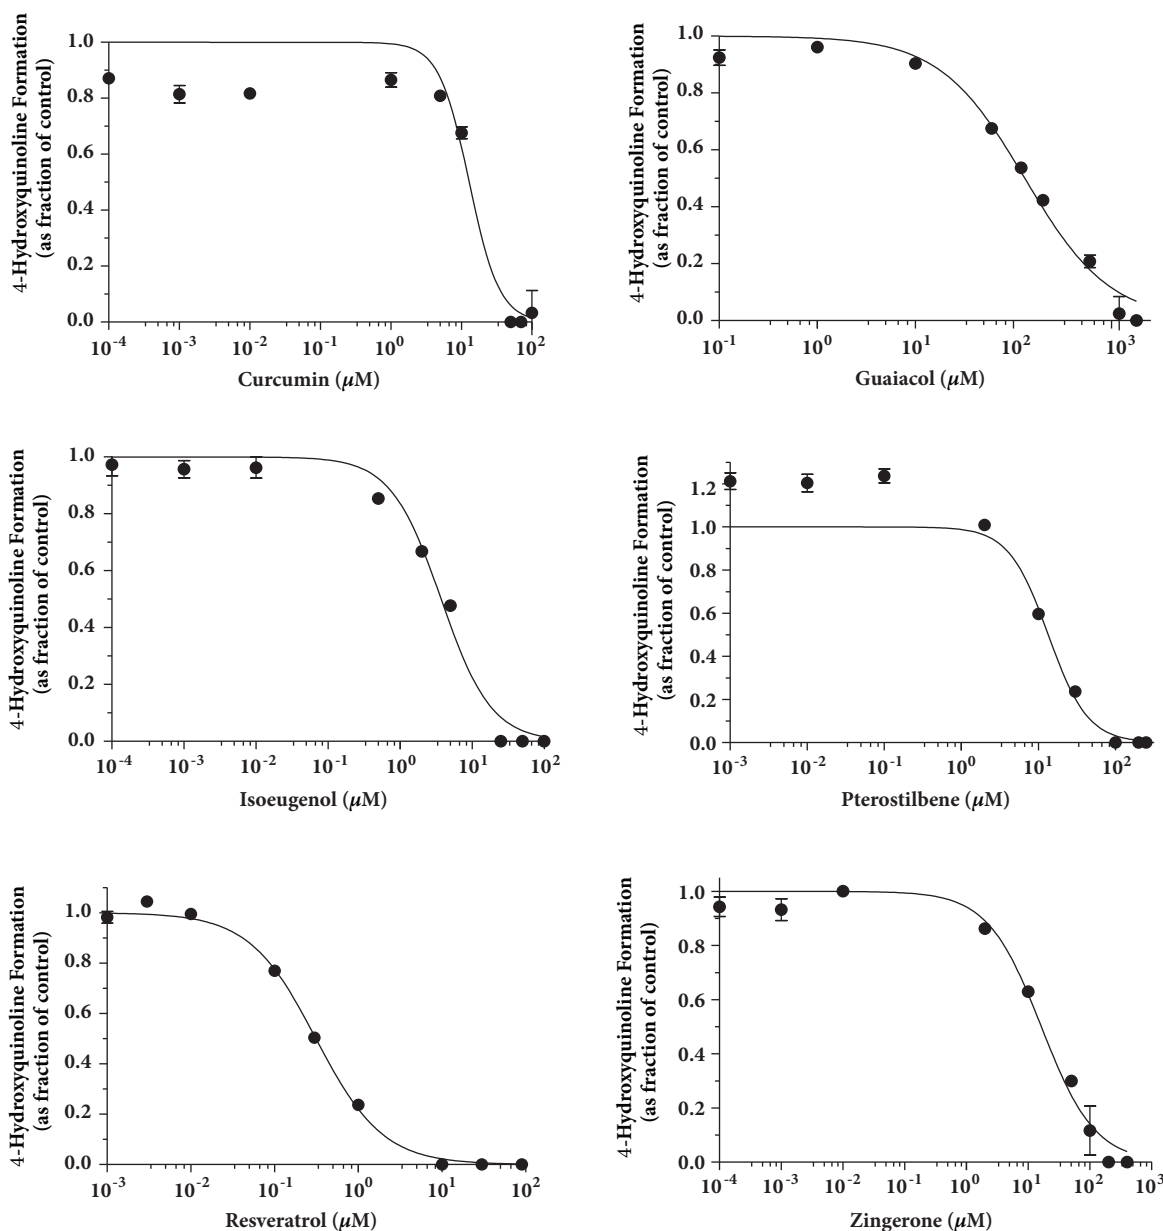 4-Hydroxyquinoline Formation
(as fraction of control)
1.0
0.8
0.6
0.4
0.2
0.0
10⁻⁴ 10⁻³ 10⁻² 10⁻¹ 10⁰ 10¹ 10²
Curcumin (μM)
4-Hydroxyquinoline Formation
(as fraction of control)
1.0
0.8
0.6
0.4
0.2
0.0
10⁻¹ 10⁰ 10¹ 10² 10³
Guaiacol (μM)
4-Hydroxyquinoline Formation
(as fraction of control)
1.0
0.8
0.6
0.4
0.2
0.0
10⁻⁴ 10⁻³ 10⁻² 10⁻¹ 10⁰ 10¹ 10²
Isoeugenol (μM)
4-Hydroxyquinoline Formation
(as fraction of control)
1.2
1.0
0.8
0.6
0.4
0.2
0.0
10⁻³ 10⁻² 10⁻¹ 10⁰ 10¹ 10²
Pterostilbene (μM)
4-Hydroxyquinoline Formation
(as fraction of control)
1.0
0.8
0.6
0.4
0.2
0.0
10⁻³ 10⁻² 10⁻¹ 10⁰ 10¹ 10²
Resveratrol (μM)
4-Hydroxyquinoline Formation
(as fraction of control)
1.0
0.8
0.6
0.4
0.2
0.0
10⁻⁴ 10⁻³ 10⁻² 10⁻¹ 10⁰ 10¹ 10² 10³
Zingerone (μM)